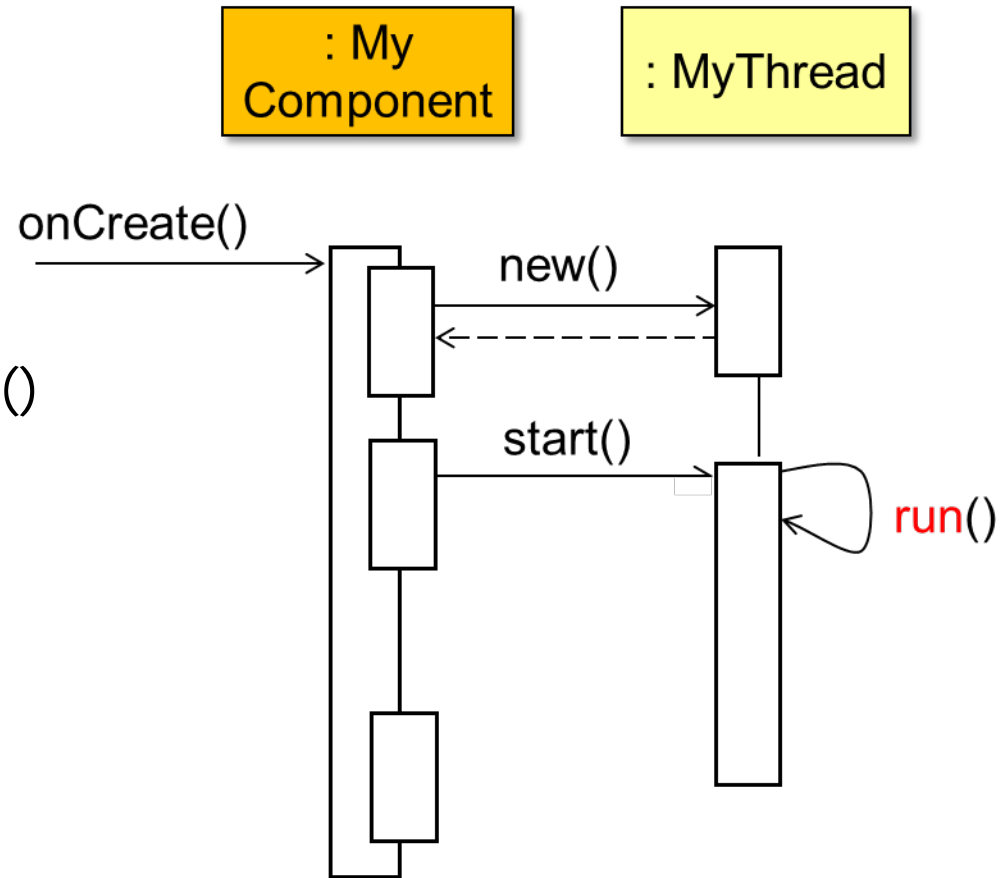 : My
Component
: MyThread
onCreate()
new()
()
start()
run()